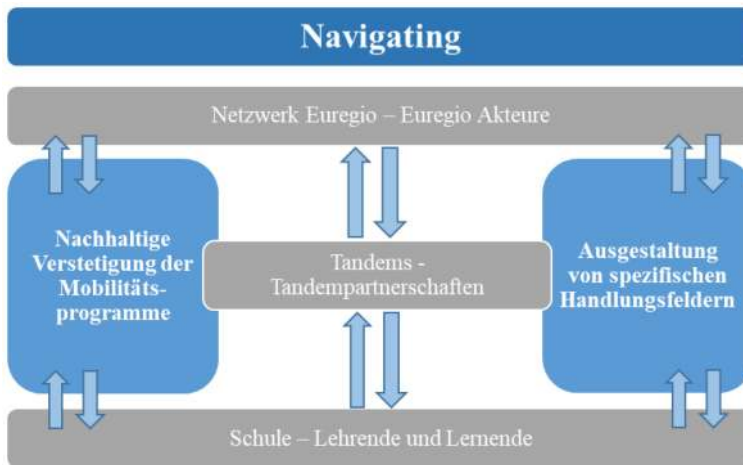 Navigating
Netzwerk Euregio – Euregio Akteure
Nachhaltige
Verstetigung der
Mobilitäts-
programme
Tandems -
Tandempartnerschaften
Ausgestaltung
von spezifischen
Handlungsfeldern
Schule – Lehrende und Lernende